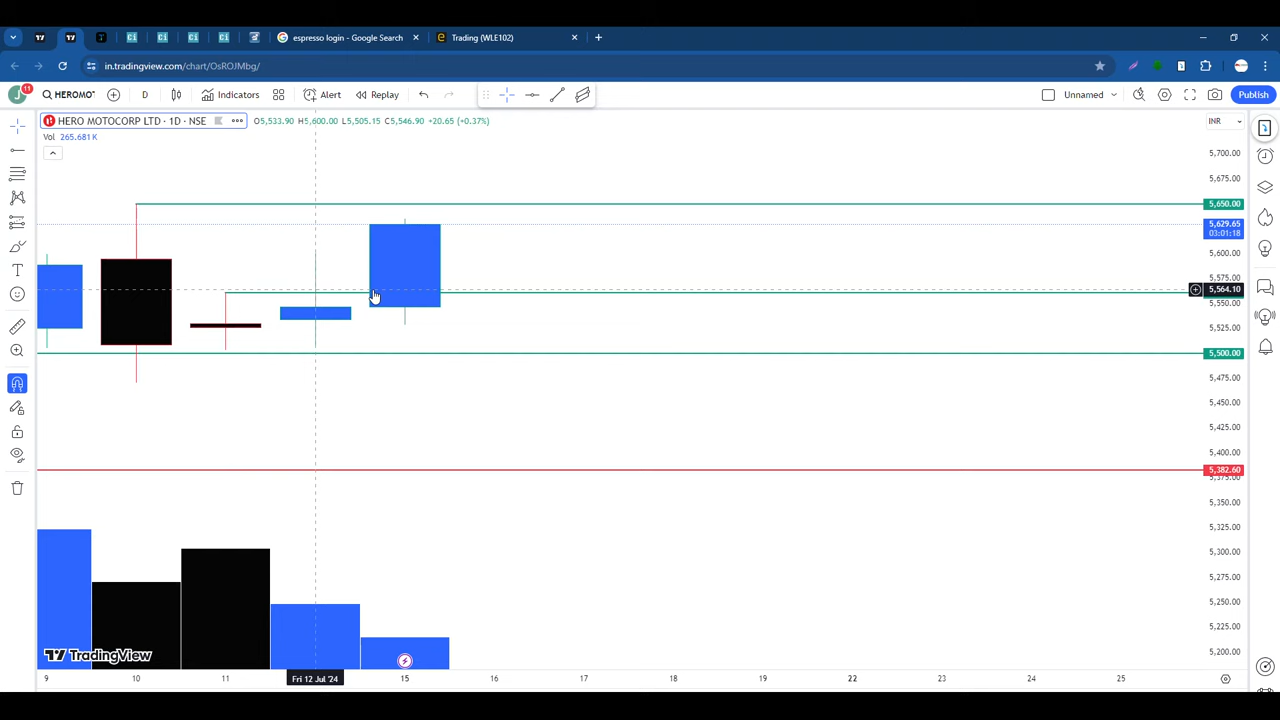 espresso login - Google Search
Trading (WLE102)
in.tradingview.com/chart/OsROJMbg/
J
11
HEROMO
D
Indicators
Alert
Replay
Unnamed
Publish
HERO MOTOCORP LTD · 1D · NSE
O5,533.90 H5,600.00 L5,505.15 C5,546.90 +20.65 (+0.37%)
INR
Vol 265.681 K
5,700.00
5,675.00
5,650.00
5,629.65
03:01:18
5,600.00
5,575.00
5,564.10
5,550.00
5,525.00
5,500.00
5,475.00
5,450.00
5,425.00
5,400.00
5,382.60
5,375.00
5,350.00
5,325.00
5,300.00
5,275.00
5,250.00
5,225.00
5,200.00
TradingView
9 10 11 Fri 12 Jul '24 15 16 17 18 19 22 23 24 25